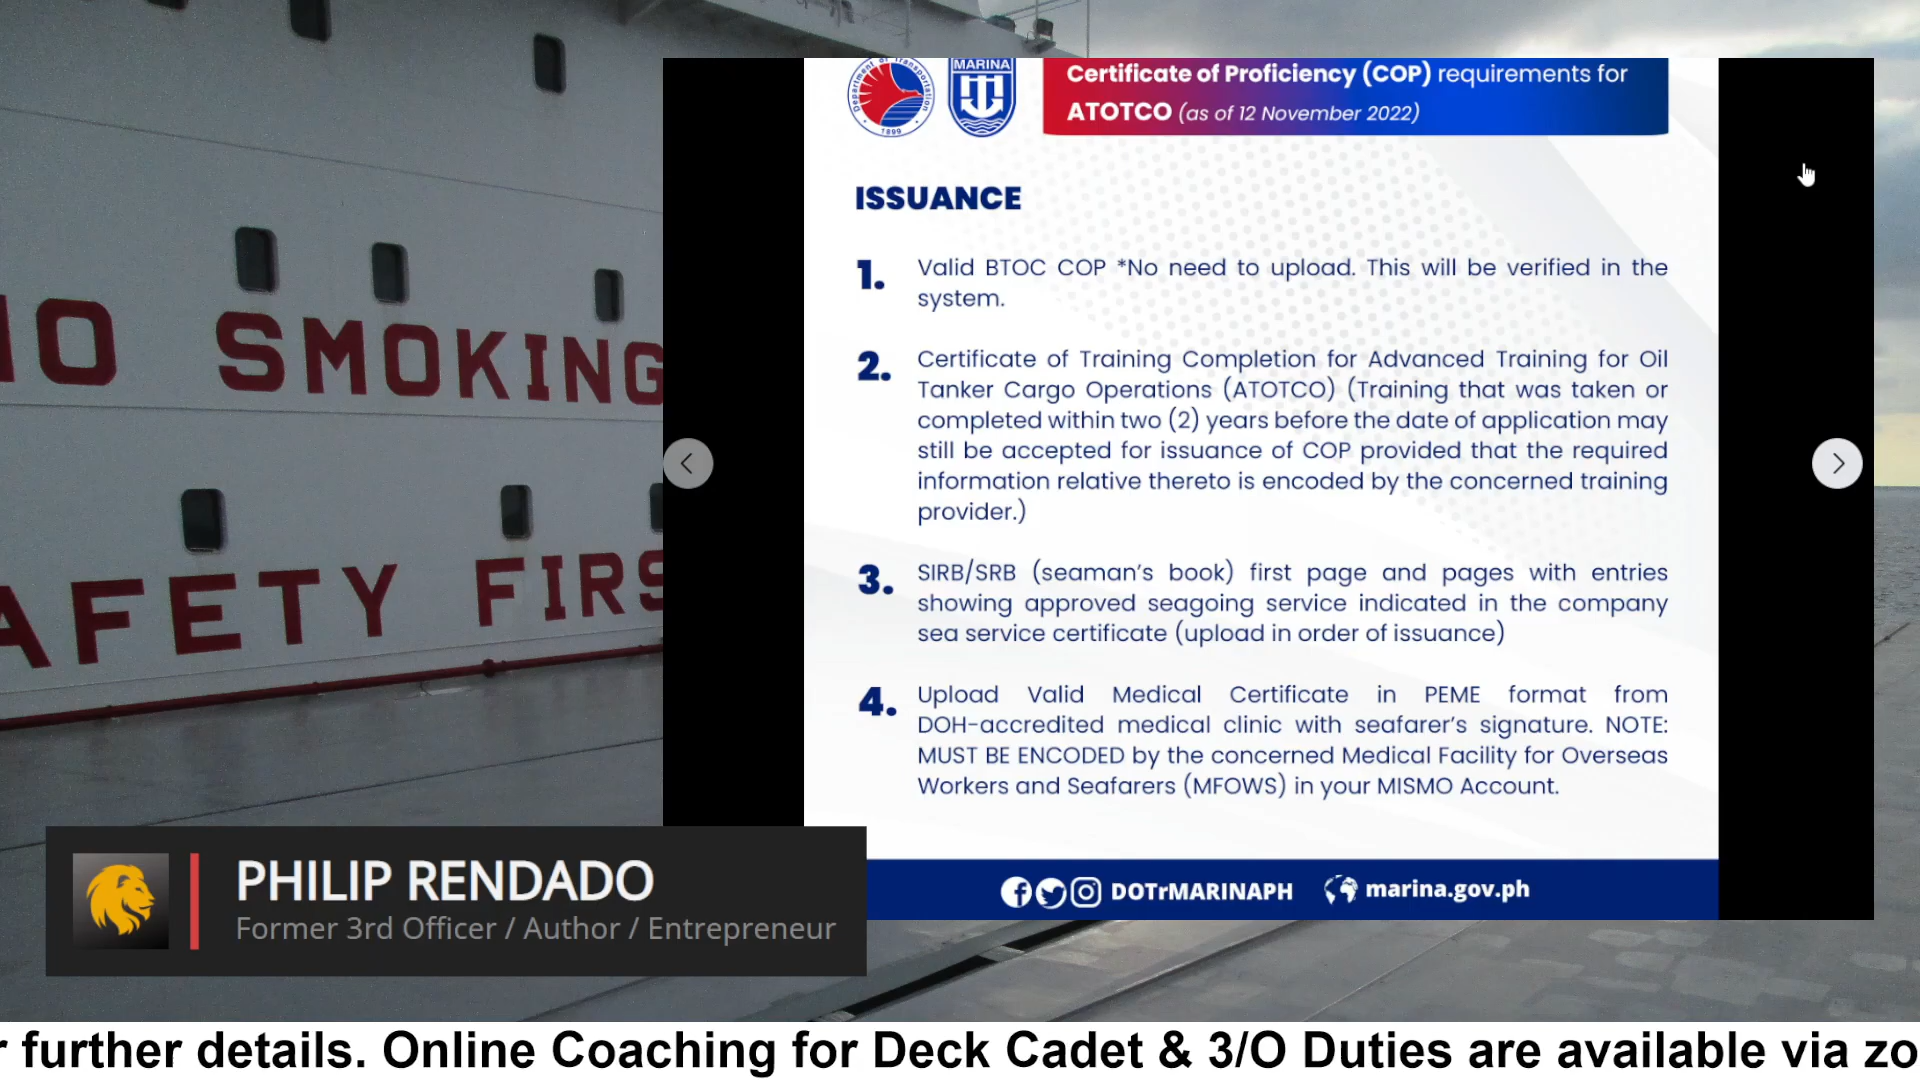 NO SMOKING
SAFETY FIRS
Department of Transportation
1899
MARINA
Certificate of Proficiency (COP) requirements for
ATOTCO (as of 12 November 2022)
ISSUANCE
1. Valid BTOC COP *No need to upload. This will be verified in the
system.
2. Certificate of Training Completion for Advanced Training for Oil
Tanker Cargo Operations (ATOTCO) (Training that was taken or
completed within two (2) years before the date of application may
still be accepted for issuance of COP provided that the required
information relative thereto is encoded by the concerned training
provider.)
3. SIRB/SRB (seaman's book) first page and pages with entries
showing approved seagoing service indicated in the company
sea service certificate (upload in order of issuance)
4. Upload Valid Medical Certificate in PEME format from
DOH-accredited medical clinic with seafarer's signature. NOTE:
MUST BE ENCODED by the concerned Medical Facility for Overseas
Workers and Seafarers (MFOWS) in your MISMO Account.
DOTrMARINAPH marina.gov.ph
PHILIP RENDADO
Former 3rd Officer / Author / Entrepreneur
r further details. Online Coaching for Deck Cadet & 3/O Duties are available via zo